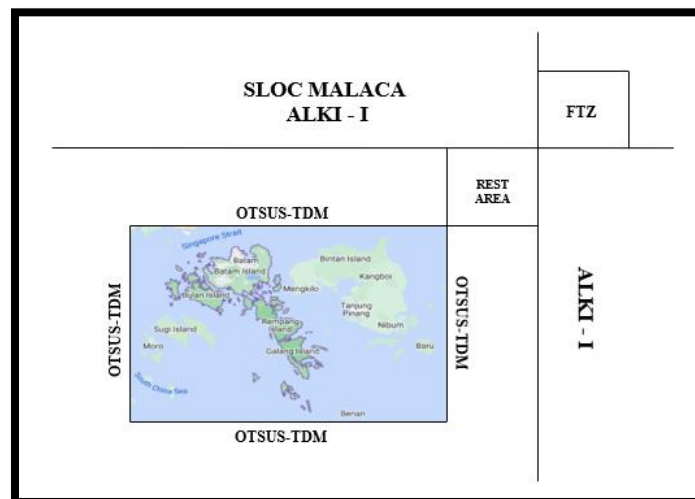 SLOC MALACA
ALKI - I
FTZ
REST
AREA
OTSUS-TDM
Singapore Strait
Batam
Batam Island
Bulan Island
Bintan Island
Kangboi
Mengkilo
Tanjung
Pinang
Rempang
Island
Nibum
Sugi Island
Moro
Galang Island
Baru
South China Sea
Benan
OTSUS-TDM
OTSUS-TDM
ALKI - I
OTSUS-TDM